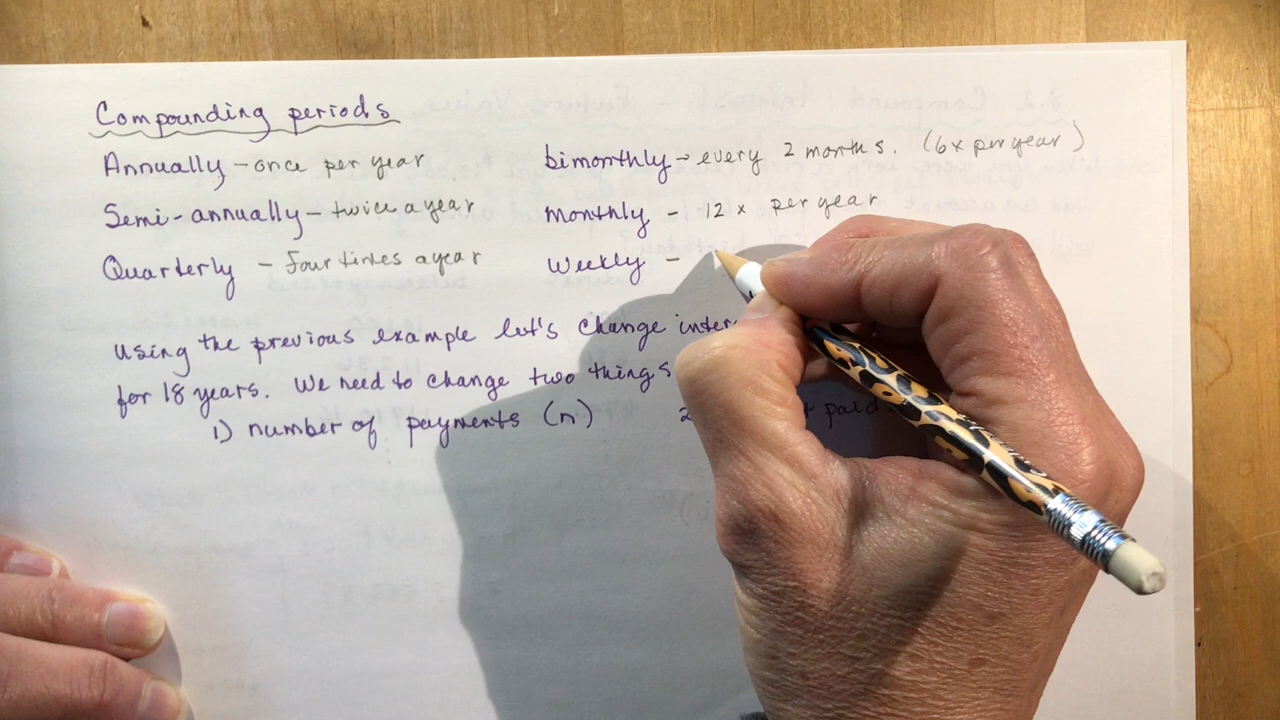 Compounding periods
Annually - once per year
Semi-annually - twice a year
Quarterly - four times a year
bimonthly - every 2 months. (6x per year)
Monthly - 12 x per year
Weekly -
Using the previous example let's change
for 18 years. We need to change two things
1) number of payments (n)
paid